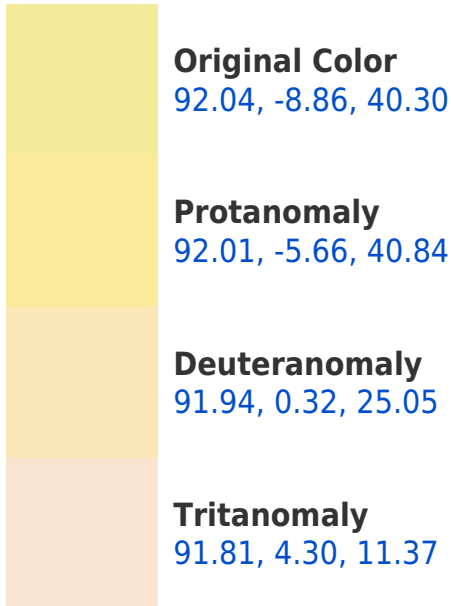 Original Color
92.04, -8.86, 40.30
Protanomaly
92.01, -5.66, 40.84
Deuteranomaly
91.94, 0.32, 25.05
Tritanomaly
91.81, 4.30, 11.37